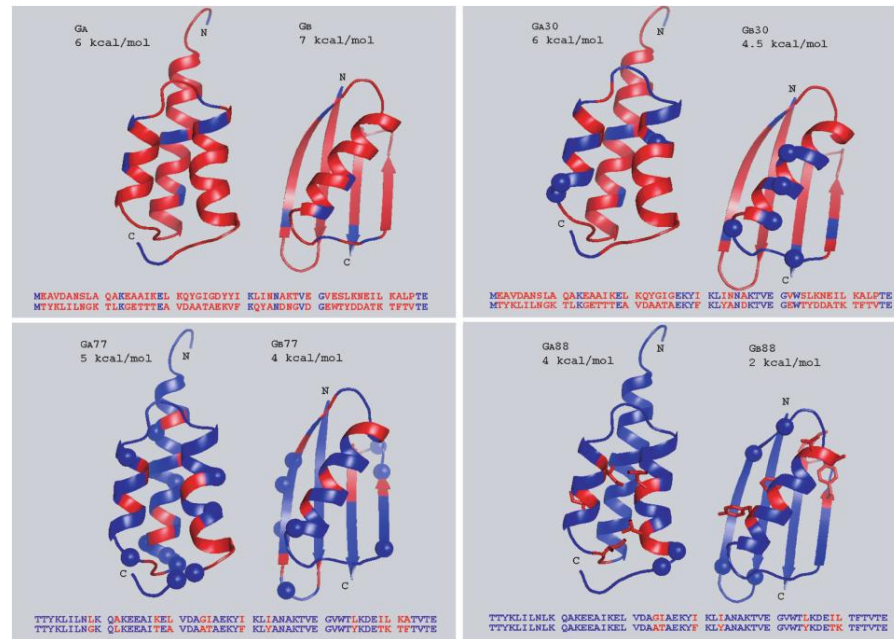 GA
6 kcal/mol
GB
7 kcal/mol
N
N
C
C
MEAVDANSLA QAKEAAIKEL KQYGIGDYYI KLINNAKTVE GVESLKNEIL KALPTE
MTYKLILNGK TLKGETTTEA VDAATAEKVF KQYANDNGVD GEWTYDDATK TFTVTE
GA30
6 kcal/mol
GB30
4.5 kcal/mol
N
N
C
C
MEAVDANSLA QAKEAAIKEL KQYGIGEKYI KLINNAKTVE GVWSLKNEIL KALPTE
MTYKLILNGK TLKGETTTEA VDAATAEKYF KLYANDKTVE GEWTYDDATK TFTVTE
GA77
5 kcal/mol
GB77
4 kcal/mol
N
N
C
C
TTYKLILNLK QAKEEAIKEL VDAGIAEKYI KLIANAKTVE GVWTLKDEIL KATVTE
TTYKLILNGK QLKEEAITEA VDAATAEKYF KLYANAKTVE GVWTYKDETK TFTVTE
GA88
4 kcal/mol
GB88
2 kcal/mol
N
N
C
C
TTYKLILNLK QAKEEAIKEL VDAGIAEKYI KLIANAKTVE GVWTLKDEIL TFTVTE
TTYKLILNLK QAKEEAIKEL VDAATAEKYF KLYANAKTVE GVWTYKDETK TFTVTE